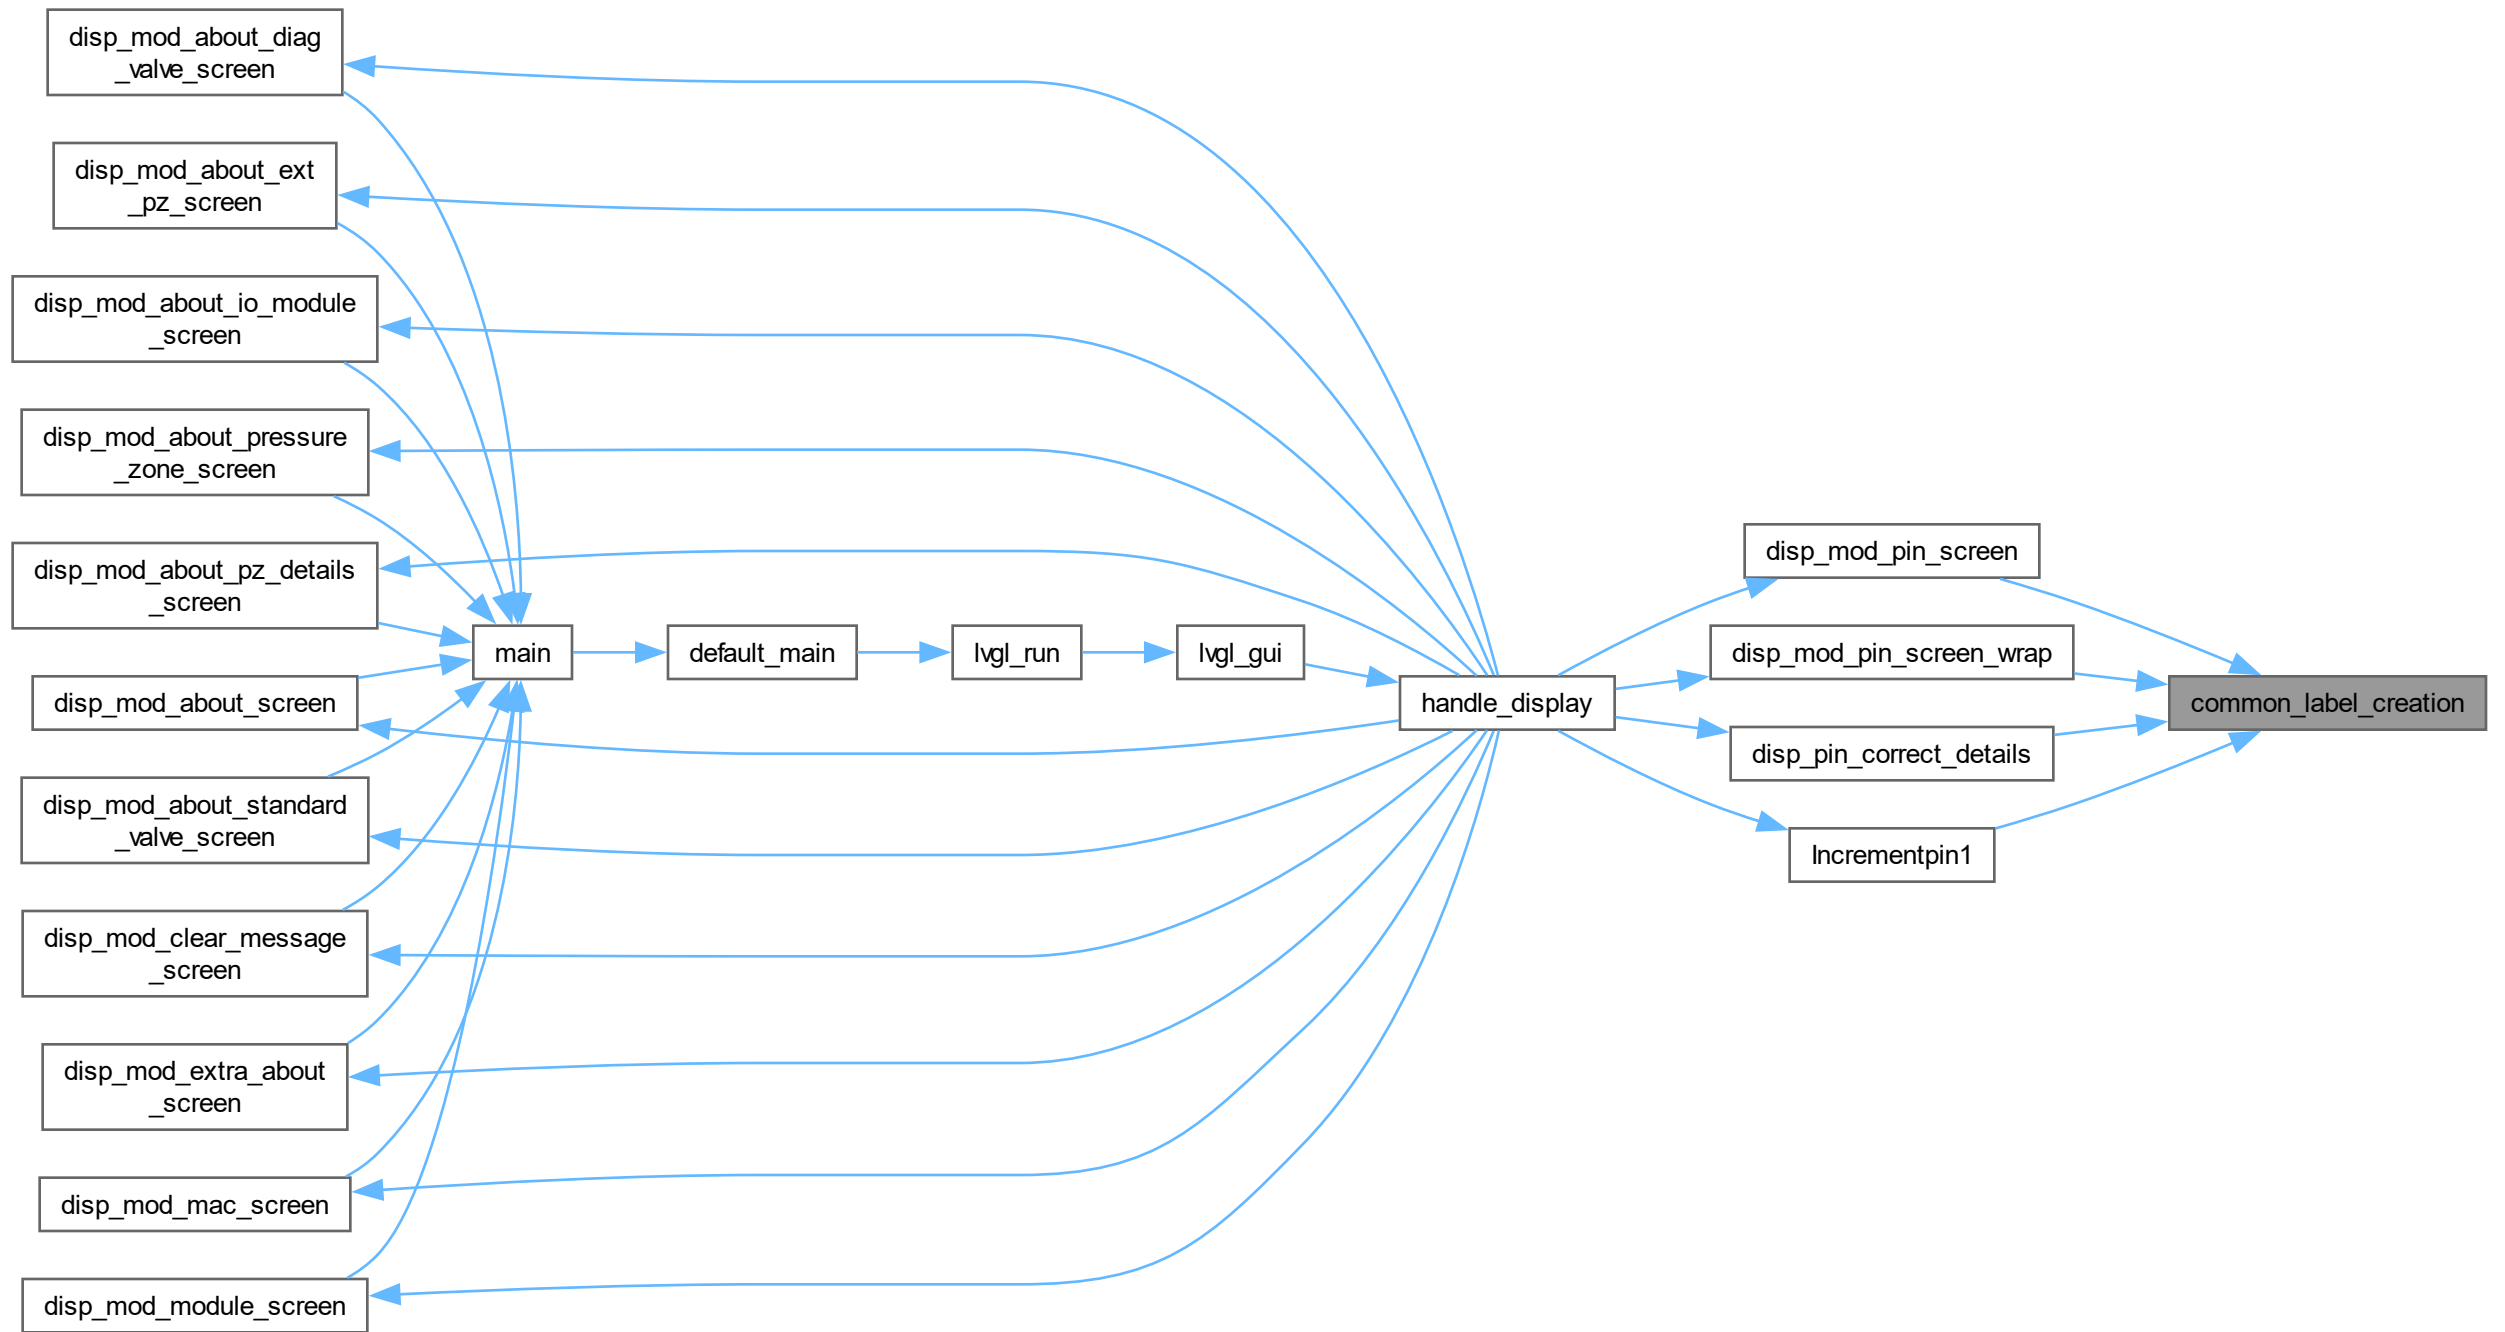 disp_mod_about_diag
_valve_screen
disp_mod_about_ext
_pz_screen
disp_mod_about_io_module
_screen
disp_mod_about_pressure
_zone_screen
disp_mod_about_pz_details
_screen
disp_mod_about_screen
disp_mod_about_standard
_valve_screen
disp_mod_clear_message
_screen
disp_mod_extra_about
_screen
disp_mod_mac_screen
disp_mod_module_screen
main
default_main
lvgl_run
lvgl_gui
handle_display
disp_mod_pin_screen
disp_mod_pin_screen_wrap
disp_pin_correct_details
Incrementpin1
common_label_creation